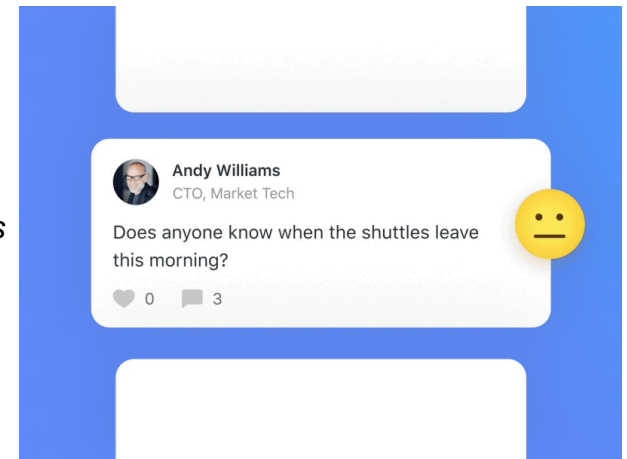 Andy Williams
CTO, Market Tech
s
Does anyone know when the shuttles leave
this morning?
0 3